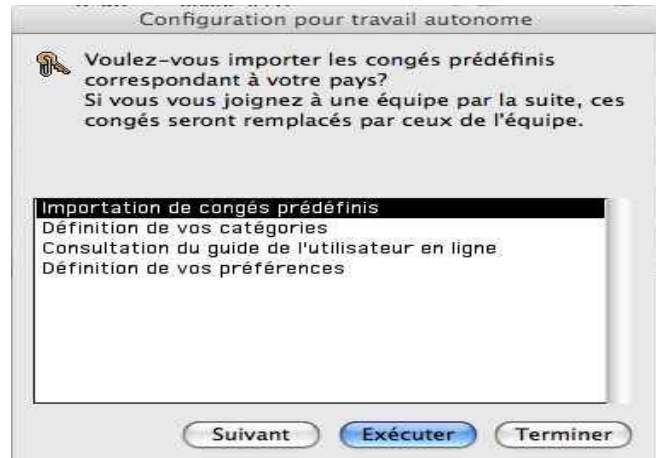 Configuration pour travail autonome
Voulez-vous importer les congés prédéfinis
correspondant à votre pays?
Si vous vous joignez à une équipe par la suite, ces
congés seront remplacés par ceux de l'équipe.
Importation de congés prédéfinis
Définition de vos catégories
Consultation du guide de l'utilisateur en ligne
Définition de vos préférences
Suivant Exécuter Terminer